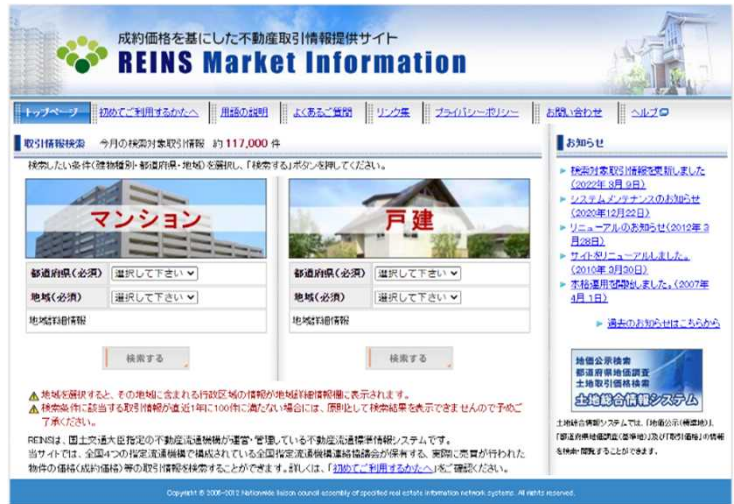 成約価格を基にした不動産取引情報提供サイト
REINS Market Information
トップページ 初めてご利用するかたへ 用語の説明 よくあるご質問 リンク集 プライバシーポリシー お問い合わせ ヘルプ
取引情報検索 今月の検索対象取引情報 約 117,000 件
検索したい条件(建物種別・都道府県・地域)を選択し、「検索する」ボタンを押してください。
マンション
都道府県(必須) 選択して下さい
地域(必須) 選択して下さい
地域詳細情報
検索する
戸建
都道府県(必須) 選択して下さい
地域(必須) 選択して下さい
地域詳細情報
検索する
地域を選択すると、その地域に含まれる行政区域の情報が地域詳細情報欄に表示されます。
検索条件に該当する取引情報が直近1年に100件に満たない場合には、原則として検索結果を表示できませんので予めご
了承ください。
REINSは、国土交通大臣指定の不動産流通機構が運営・管理している不動産流通標準情報システムです。
当サイトでは、全国4つの指定流通機構で構成されている全国指定流通機構連絡協議会が保有する、実際に売買が行われた
物件の価格(成約価格)等の取引情報を検索することができます。詳しくは、「初めてご利用するかたへ」をご確認ください。
お知らせ
検索対象取引情報を更新しました
(2022年 3月 9日)
システムメンテナンスのお知らせ
(2020年12月22日)
リニューアルのお知らせ(2012年 3
月28日)
サイトをリニューアルしました。
(2010年 3月30日)
本格運用を開始しました。(2007年
4月 1日)
過去のお知らせはこちらから
地価公示検索
都道府県地価調査
土地取引価格検索
土地総合情報システム
土地総合情報システムでは、「地価公示(標準地)」、
「都道府県地価調査(基準地)」及び「取引価格」の情報
を検索・閲覧することができます。
Copyright © 2006-2012 Nationwide liaison council assembly of specified real estate information network systems. All rights reserved.